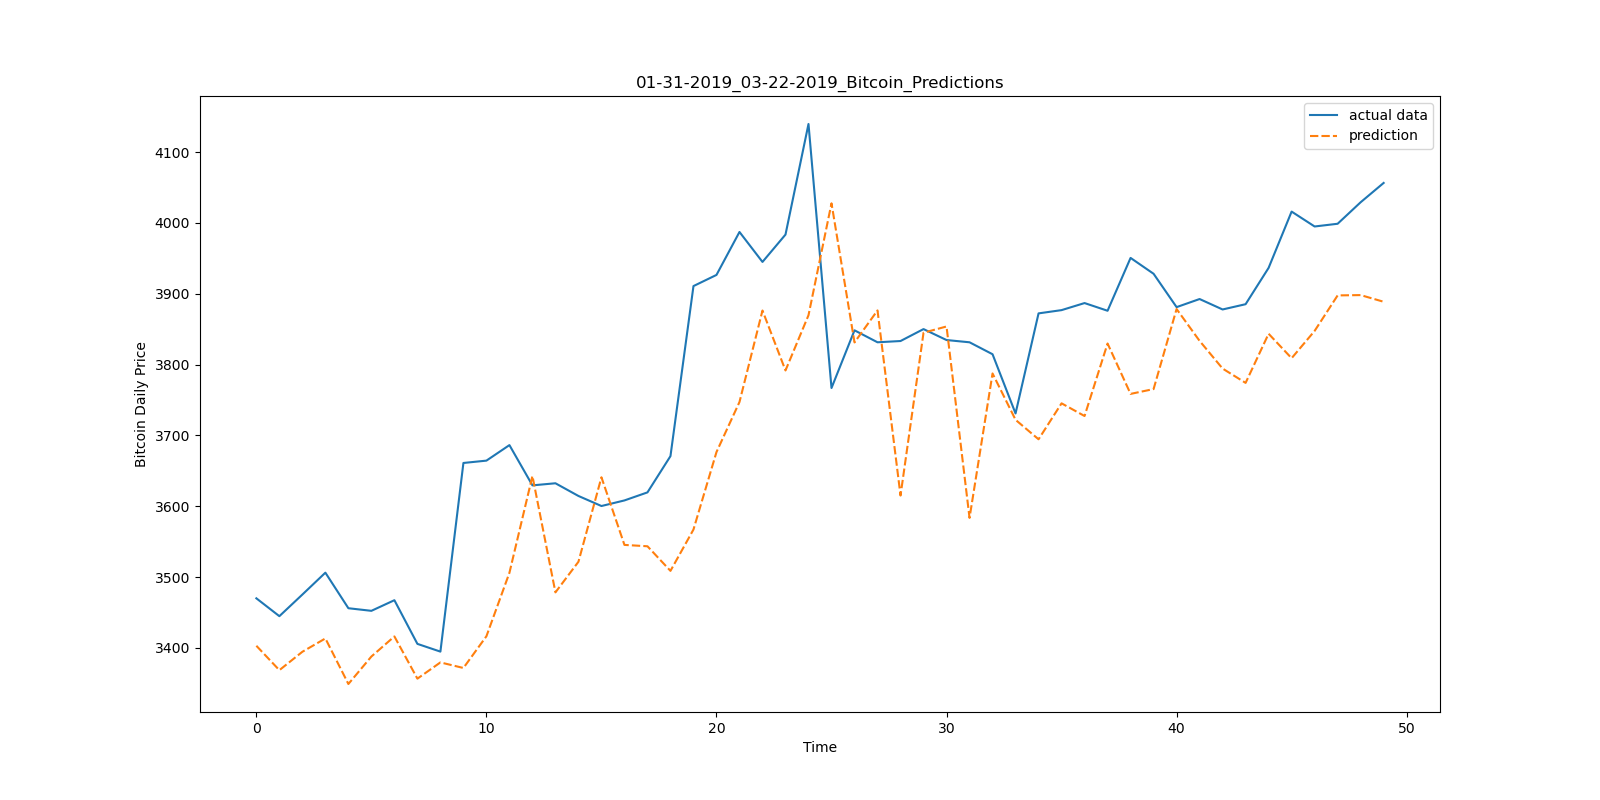 01-31-2019_03-22-2019_Bitcoin_Predictions
actual data
prediction
Bitcoin Daily Price
4100
4000
3900
3800
3700
3600
3500
3400
0 10 20 30 40 50
Time